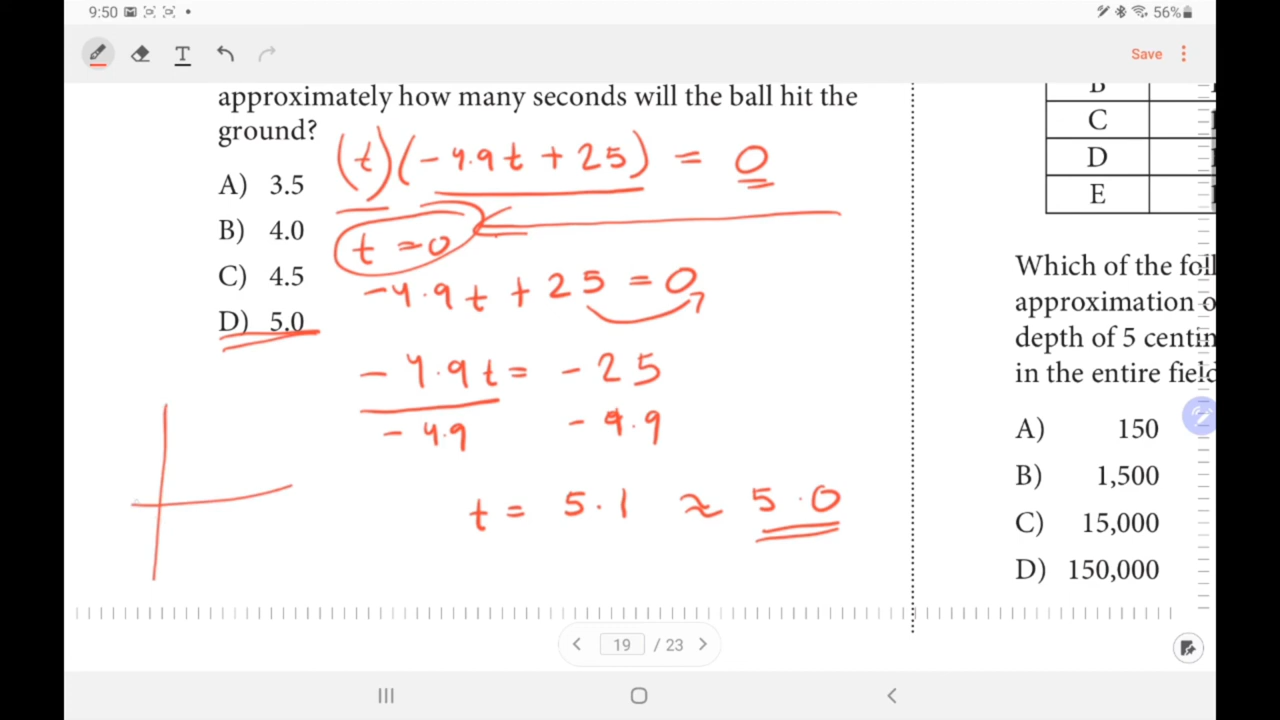 9:50
56%
T
Save
approximately how many seconds will the ball hit the
ground?
(t)(-4.9t + 25) = 0
A) 3.5
B) 4.0
C) 4.5
D) 5.0
t = 0
-4.9t + 25 = 0
-4.9t = -25
-4.9 -4.9
t = 5.1 ≈ 5.0
B
C
D
E
Which of the foll
approximation o
depth of 5 centin
in the entire field
A) 150
B) 1,500
C) 15,000
D) 150,000
19 / 23